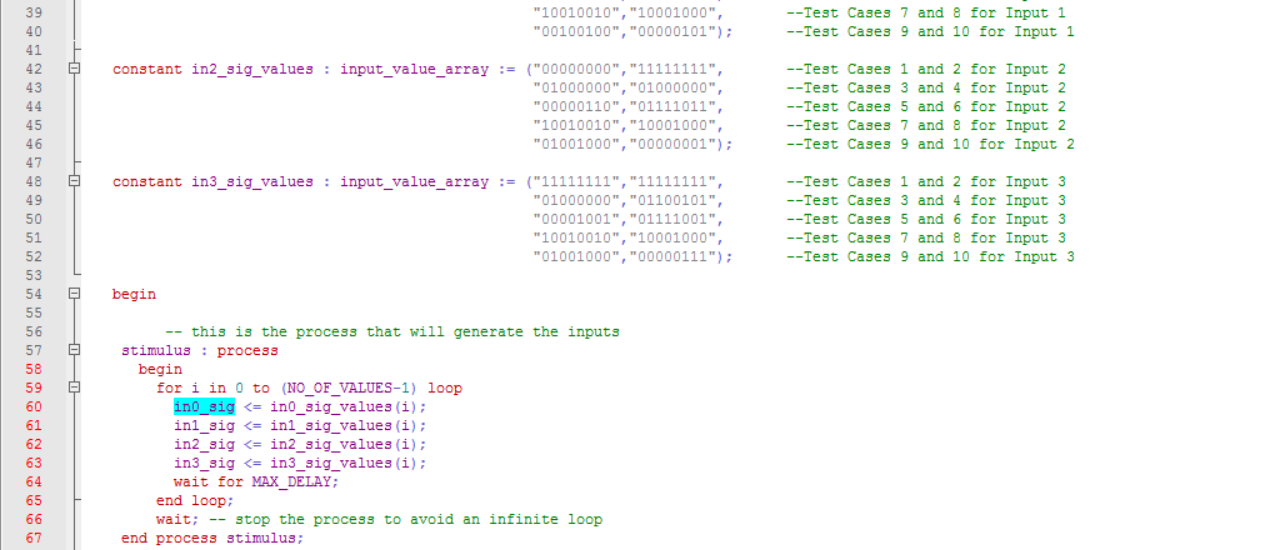 39 "10010010","10001000", --Test Cases 7 and 8 for Input 1
40 "00100100","00000101"); --Test Cases 9 and 10 for Input 1
41
42 constant in2_sig_values : input_value_array := ("00000000","11111111", --Test Cases 1 and 2 for Input 2
43 "01000000","01000000", --Test Cases 3 and 4 for Input 2
44 "00000110","01111011", --Test Cases 5 and 6 for Input 2
45 "10010010","10001000", --Test Cases 7 and 8 for Input 2
46 "01001000","00000001"); --Test Cases 9 and 10 for Input 2
47
48 constant in3_sig_values : input_value_array := ("11111111","11111111", --Test Cases 1 and 2 for Input 3
49 "01000000","01100101", --Test Cases 3 and 4 for Input 3
50 "00001001","01111001", --Test Cases 5 and 6 for Input 3
51 "10010010","10001000", --Test Cases 7 and 8 for Input 3
52 "01001000","00000111"); --Test Cases 9 and 10 for Input 3
53
54 begin
55
56 -- this is the process that will generate the inputs
57 stimulus : process
58 begin
59 for i in 0 to (NO_OF_VALUES-1) loop
60 in0_sig <= in0_sig_values(i);
61 in1_sig <= in1_sig_values(i);
62 in2_sig <= in2_sig_values(i);
63 in3_sig <= in3_sig_values(i);
64 wait for MAX_DELAY;
65 end loop;
66 wait; -- stop the process to avoid an infinite loop
67 end process stimulus;